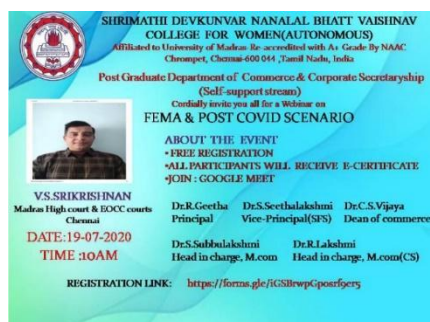 SHRIMATHI DEVKUNVAR NANALAL BHATT VAISHNAV
COLLEGE FOR WOMEN(AUTONOMOUS)
Affiliated to University of Madras-Re-accredited with A+ Grade By NAAC
Chrompet, Chennai-600 044 ,Tamil Nadu, India
Post Graduate Department of Commerce & Corporate Secretaryship
(Self-support stream)
Cordially invite you all for a Webinar on
FEMA & POST COVID SCENARIO
ABOUT THE EVENT
•FREE REGISTRATION
•ALL PARTICIPANTS WILL RECEIVE E-CERTIFICATE
•JOIN : GOOGLE MEET
V.S.SRIKRISHNAN
Madras High court & EOCC courts
Chennai
DATE:19-07-2020
TIME :10AM
Dr.R.Geetha Dr.S.Seethalakshmi Dr.C.S.Vijaya
Principal Vice-Principal(SFS) Dean of commerce
Dr.S.Subbulakshmi Dr.R.Lakshmi
Head in charge, M.com Head in charge, M.com(CS)
REGISTRATION LINK: